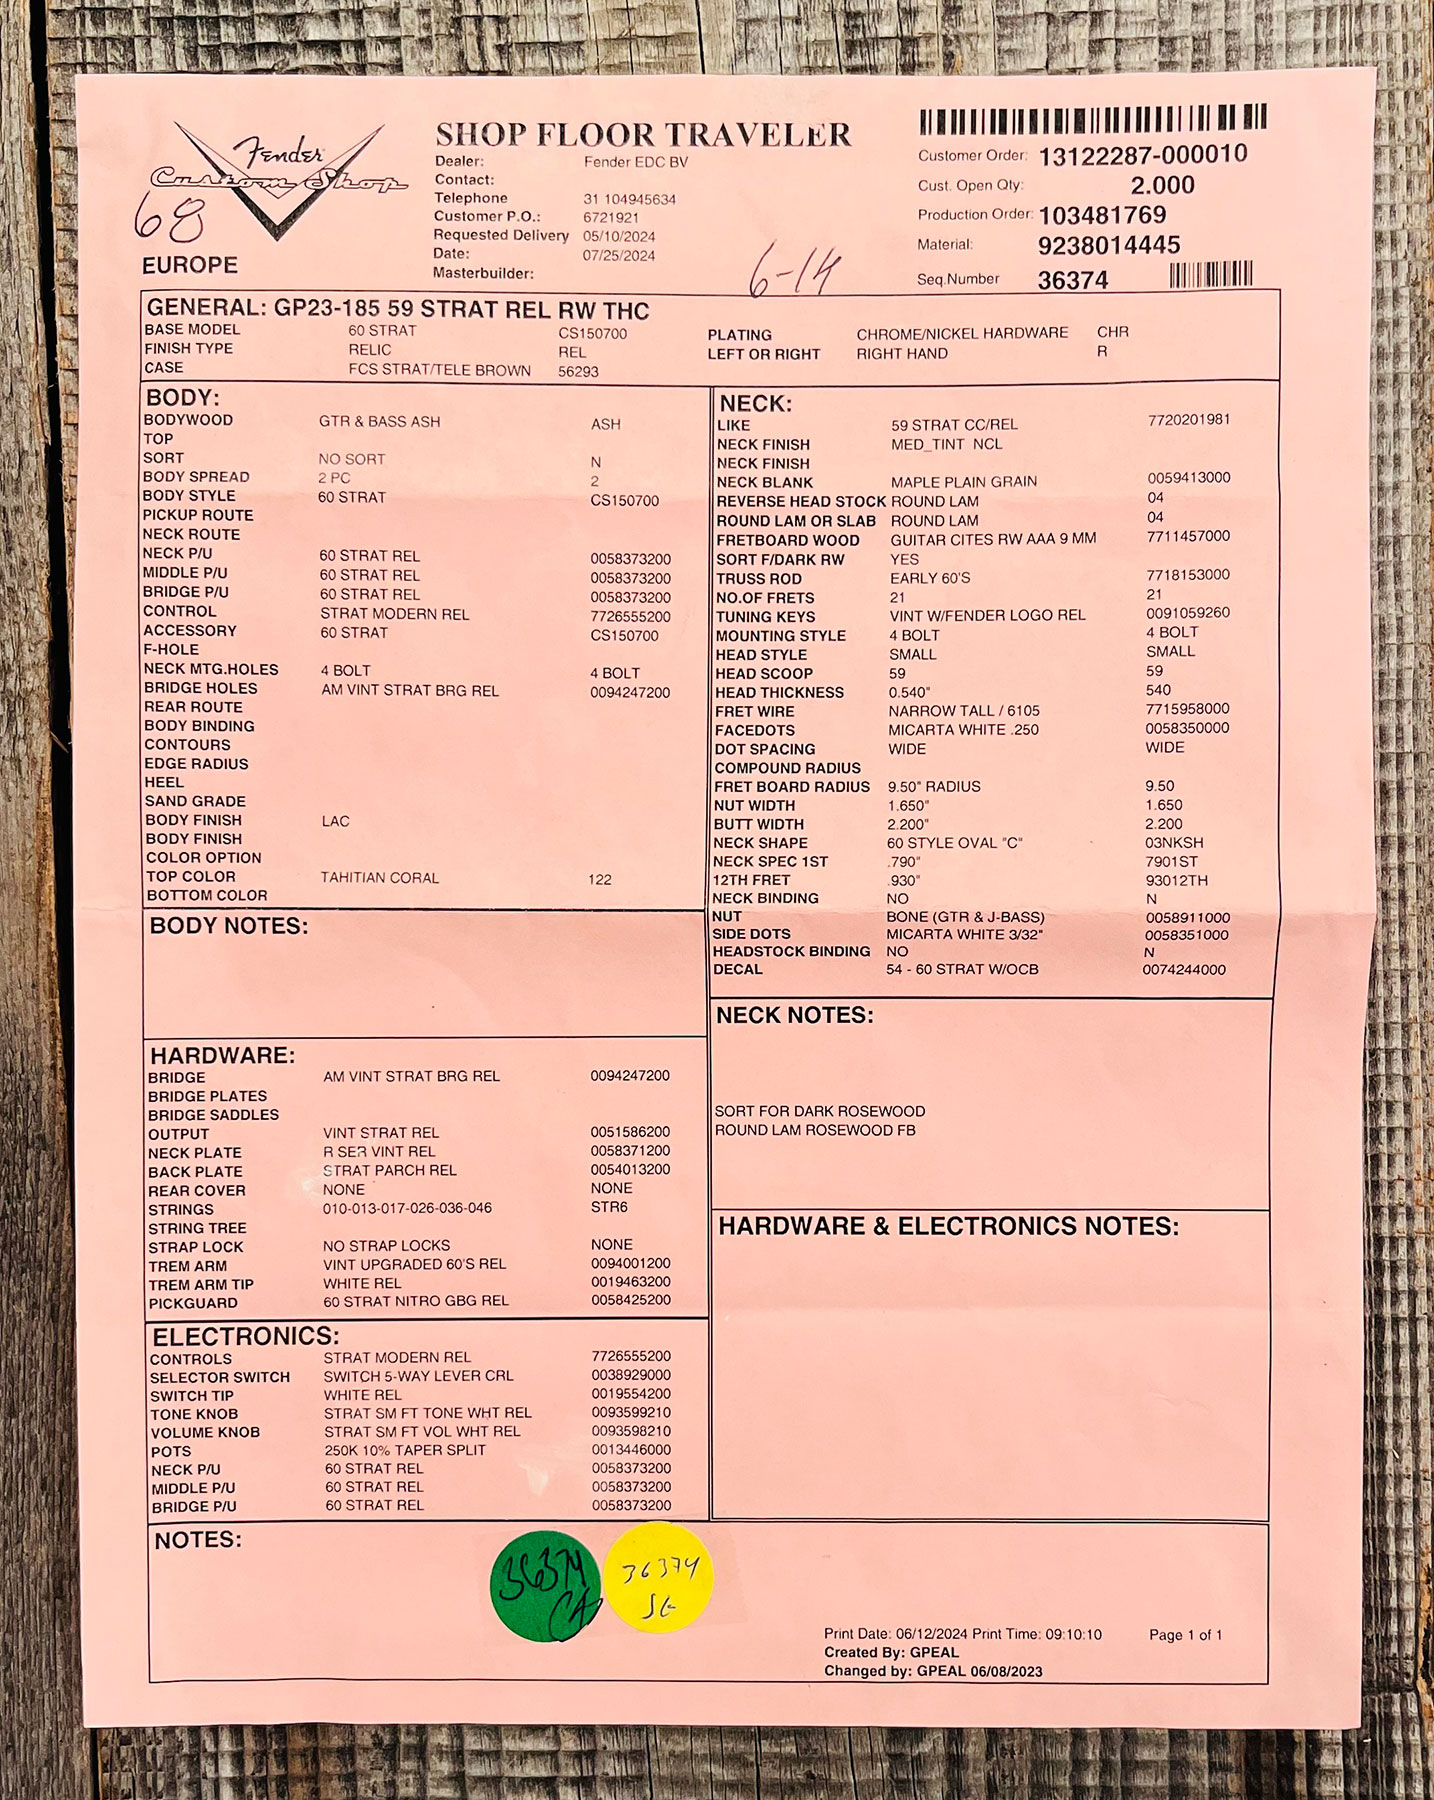 Fender
Custom Shop
68
EUROPE
SHOP FLOOR TRAVELER
Dealer: Fender EDC BV
Contact:
Telephone 31 104945634
Customer P.O.: 6721921
Requested Delivery 05/10/2024
Date: 07/25/2024
Masterbuilder:
6-14
Customer Order: 13122287-000010
Cust. Open Qty: 2.000
Production Order: 103481769
Material: 9238014445
Seq.Number 36374
GENERAL: GP23-185 59 STRAT REL RW THC
BASE MODEL 60 STRAT CS150700
FINISH TYPE RELIC REL
CASE FCS STRAT/TELE BROWN 56293
PLATING CHROME/NICKEL HARDWARE CHR
LEFT OR RIGHT RIGHT HAND R
BODY:
BODYWOOD GTR & BASS ASH ASH
TOP
SORT NO SORT N
BODY SPREAD 2 PC 2
BODY STYLE 60 STRAT CS150700
PICKUP ROUTE
NECK ROUTE
NECK P/U 60 STRAT REL 0058373200
MIDDLE P/U 60 STRAT REL 0058373200
BRIDGE P/U 60 STRAT REL 0058373200
CONTROL STRAT MODERN REL 7726555200
ACCESSORY 60 STRAT CS150700
F-HOLE
NECK MTG.HOLES 4 BOLT 4 BOLT
BRIDGE HOLES AM VINT STRAT BRG REL 0094247200
REAR ROUTE
BODY BINDING
CONTOURS
EDGE RADIUS
HEEL
SAND GRADE
BODY FINISH LAC
BODY FINISH
COLOR OPTION
TOP COLOR TAHITIAN CORAL 122
BOTTOM COLOR
BODY NOTES:
HARDWARE:
BRIDGE AM VINT STRAT BRG REL 0094247200
BRIDGE PLATES
BRIDGE SADDLES
OUTPUT VINT STRAT REL 0051586200
NECK PLATE R SER VINT REL 0058371200
BACK PLATE STRAT PARCH REL 0054013200
REAR COVER NONE NONE
STRINGS 010-013-017-026-036-046 STR6
STRING TREE
STRAP LOCK NO STRAP LOCKS NONE
TREM ARM VINT UPGRADED 60'S REL 0094001200
TREM ARM TIP WHITE REL 0019463200
PICKGUARD 60 STRAT NITRO GBG REL 0058425200
ELECTRONICS:
CONTROLS STRAT MODERN REL 7726555200
SELECTOR SWITCH SWITCH 5-WAY LEVER CRL 0038929000
SWITCH TIP WHITE REL 0019554200
TONE KNOB STRAT SM FT TONE WHT REL 0093599210
VOLUME KNOB STRAT SM FT VOL WHT REL 0093598210
POTS 250K 10% TAPER SPLIT 0013446000
NECK P/U 60 STRAT REL 0058373200
MIDDLE P/U 60 STRAT REL 0058373200
BRIDGE P/U 60 STRAT REL 0058373200
NECK:
LIKE 59 STRAT CC/REL 7720201981
NECK FINISH MED_TINT NCL
NECK FINISH
NECK BLANK MAPLE PLAIN GRAIN 0059413000
REVERSE HEAD STOCK ROUND LAM 04
ROUND LAM OR SLAB ROUND LAM 04
FRETBOARD WOOD GUITAR CITES RW AAA 9 MM 7711457000
SORT F/DARK RW YES
TRUSS ROD EARLY 60'S 7718153000
NO.OF FRETS 21 21
TUNING KEYS VINT W/FENDER LOGO REL 0091059260
MOUNTING STYLE 4 BOLT 4 BOLT
HEAD STYLE SMALL SMALL
HEAD SCOOP 59 59
HEAD THICKNESS 0.540" 540
FRET WIRE NARROW TALL / 6105 7715958000
FACEDOTS MICARTA WHITE .250 0058350000
DOT SPACING WIDE WIDE
COMPOUND RADIUS
FRET BOARD RADIUS 9.50" RADIUS 9.50
NUT WIDTH 1.650" 1.650
BUTT WIDTH 2.200" 2.200
NECK SHAPE 60 STYLE OVAL "C" 03NKSH
NECK SPEC 1ST .790" 7901ST
12TH FRET .930" 93012TH
NECK BINDING NO N
NUT BONE (GTR & J-BASS) 0058911000
SIDE DOTS MICARTA WHITE 3/32" 0058351000
HEADSTOCK BINDING NO N
DECAL 54 - 60 STRAT W/OCB 0074244000
NECK NOTES:
SORT FOR DARK ROSEWOOD
ROUND LAM ROSEWOOD FB
HARDWARE & ELECTRONICS NOTES:
NOTES:
36374
CA
36374
Print Date: 06/12/2024 Print Time: 09:10:10 Page 1 of 1
Created By: GPEAL
Changed by: GPEAL 06/08/2023